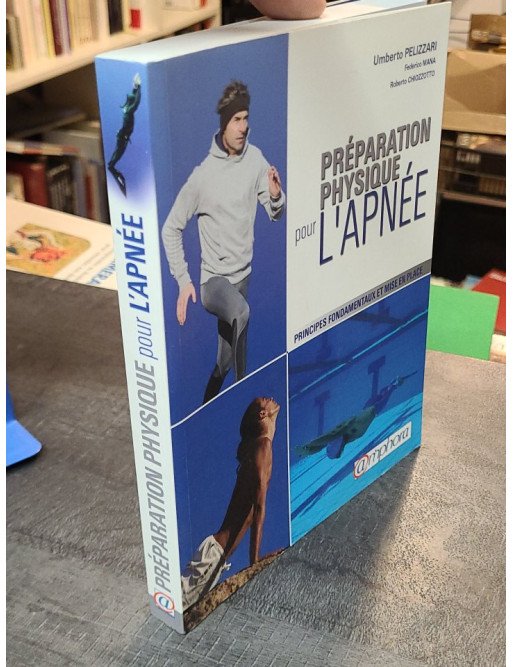 Umberto PELIZZARI
Federico MANA
Roberto CHIOZZOTTO
PRÉPARATION
PHYSIQUE
pour L'APNÉE
PRINCIPES FONDAMENTAUX ET MISE EN PLACE
@mphora
@ PRÉPARATION PHYSIQUE pour L'APNÉE